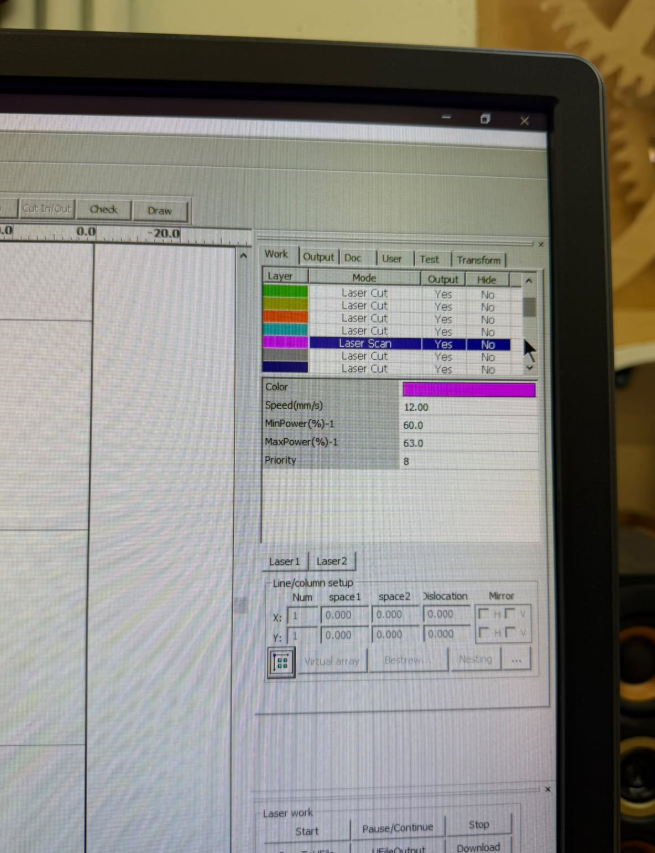 Cut In/Out Check Draw
.0 0.0 -20.0
Work Output Doc User Test Transform
Layer Mode Output Hide
Laser Cut Yes No
Laser Cut Yes No
Laser Cut Yes No
Laser Cut Yes No
Laser Scan Yes No
Laser Cut Yes No
Laser Cut Yes No
Color
Speed(mm/s) 12.00
MinPower(%)-1 60.0
MaxPower(%)-1 63.0
Priority 8
Laser1 Laser2
Line/column setup
Num space1 space2 Dislocation Mirror
X: 1 0.000 0.000 0.000 H V
Y: 1 0.000 0.000 0.000 H V
Virtual array Bestrew... Nesting ...
Laser work
Start Pause/Continue Stop
UFileOutput Download